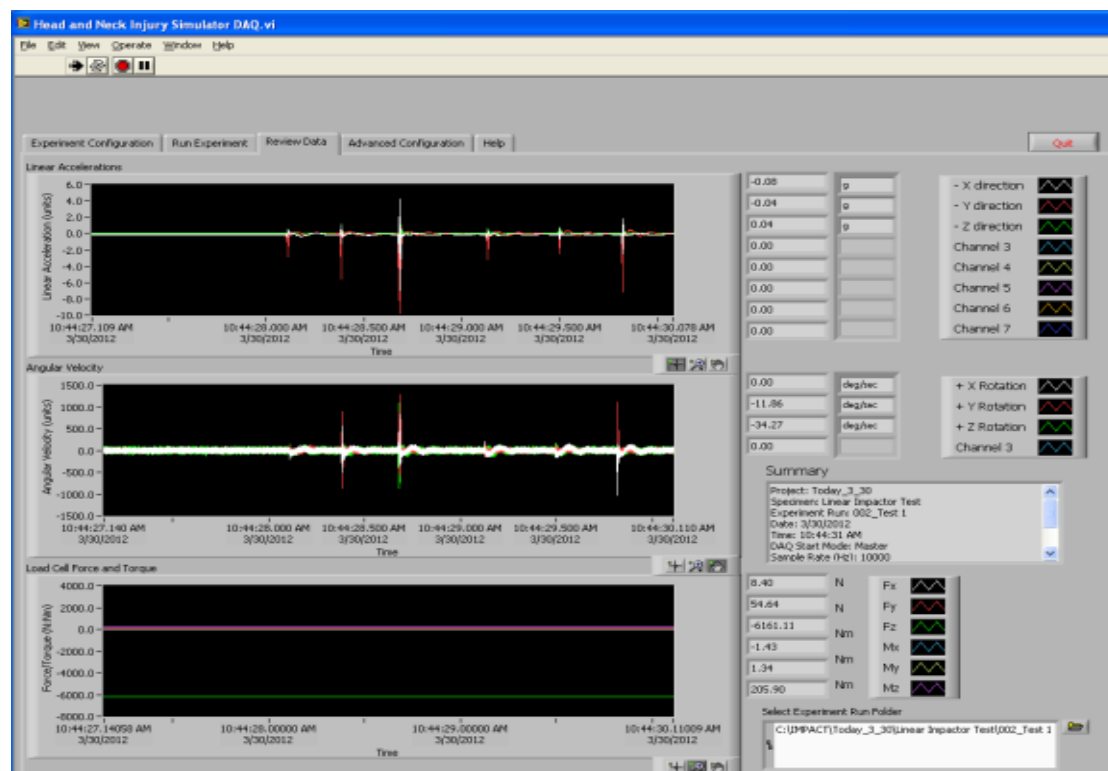 Head and Neck Injury Simulator DAQ.vi
File Edit View Operate Window Help
Experiment Configuration Run Experiment Review Data Advanced Configuration Help Quit
Linear Accelerations
Linear Acceleration (units)
6.0
4.0
2.0
0.0
-2.0
-4.0
-6.0
-8.0
-10.0
10:44:27.109 AM 10:44:28.000 AM 10:44:28.500 AM 10:44:29.000 AM 10:44:29.500 AM 10:44:30.078 AM
3/30/2012 3/30/2012 3/30/2012 3/30/2012 3/30/2012 3/30/2012
Time
-0.08 g
-0.04 g
0.04 g
0.00
0.00
0.00
0.00
0.00
- X direction
- Y direction
- Z direction
Channel 3
Channel 4
Channel 5
Channel 6
Channel 7
Angular Velocity
Angular Velocity (units)
1500.0
1000.0
500.0
0.0
-500.0
-1000.0
-1500.0
10:44:27.140 AM 10:44:28.000 AM 10:44:28.500 AM 10:44:29.000 AM 10:44:29.500 AM 10:44:30.110 AM
3/30/2012 3/30/2012 3/30/2012 3/30/2012 3/30/2012 3/30/2012
Time
0.00 deg/sec
-11.86 deg/sec
-34.27 deg/sec
0.00
+ X Rotation
+ Y Rotation
+ Z Rotation
Channel 3
Summary
Project: Today_3_30
Specimen: Linear Impactor Test
Experiment Run: 002_Test 1
Date: 3/30/2012
Time: 10:44:31 AM
DAQ Start Mode: Master
Sample Rate (Hz): 10000
Load Cell Force and Torque
Force/Torque (N:Nm)
4000.0
2000.0
0.0
-2000.0
-4000.0
-6000.0
-8000.0
10:44:27.14058 AM 10:44:28.00000 AM 10:44:29.00000 AM 10:44:30.11009 AM
3/30/2012 3/30/2012 3/30/2012 3/30/2012
Time
8.40
54.64
-6161.11
-1.43
1.34
205.90
N
N
Nm
Nm
Nm
Fx
Fy
Fz
Mx
My
Mz
Select Experiment Run Folder
C:\IMPACT\Today_3_30\Linear Impactor Test\002_Test 1